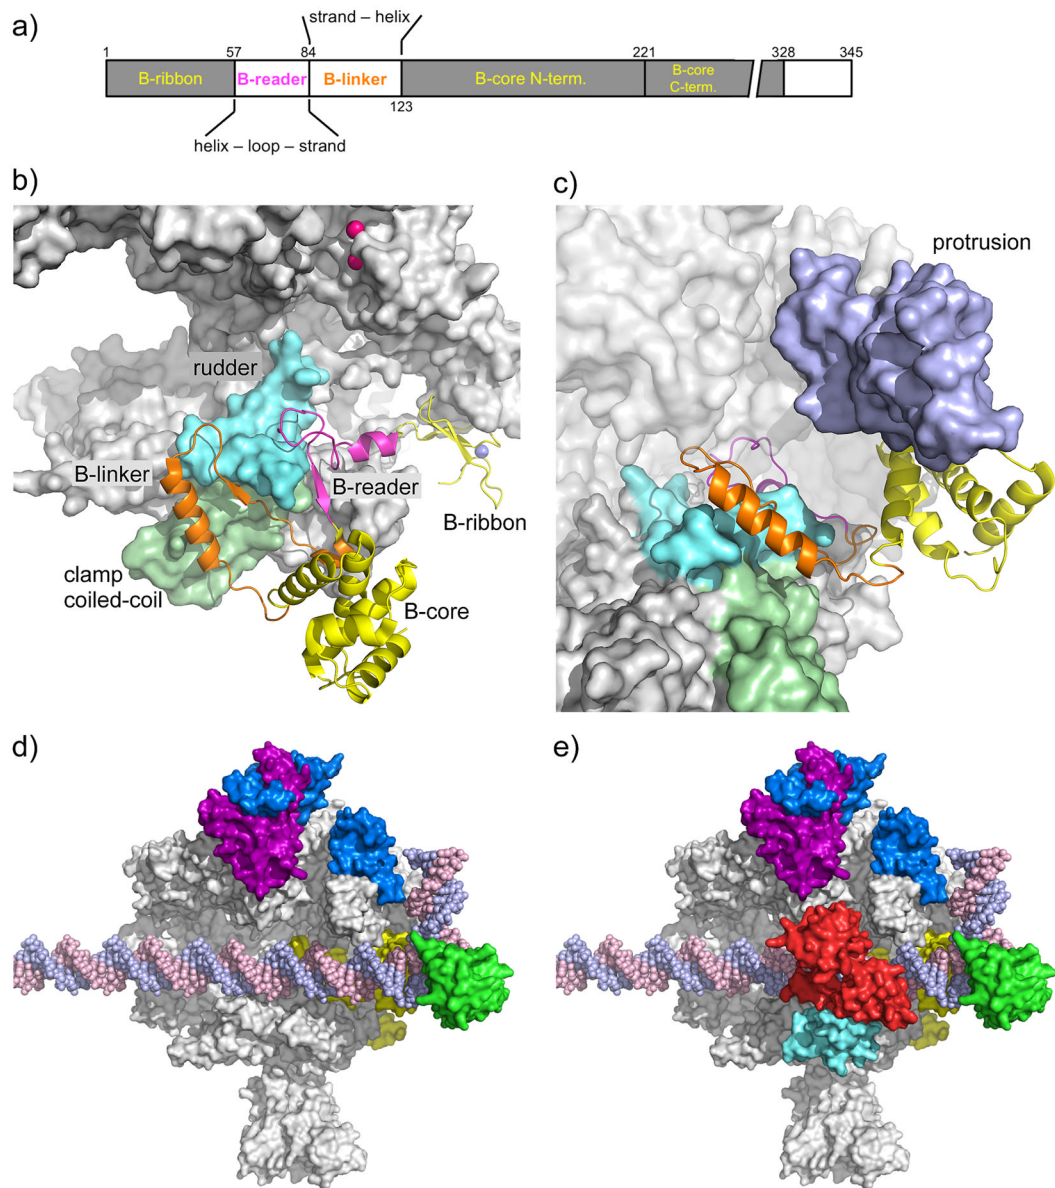 a)
strand – helix
1 57 84 221 328 345
B-ribbon B-reader B-linker B-core N-term. B-core
C-term.
123
helix – loop – strand
b)
c)
protrusion
rudder
B-linker
B-reader
B-ribbon
clamp
coiled-coil
B-core
d)
e)